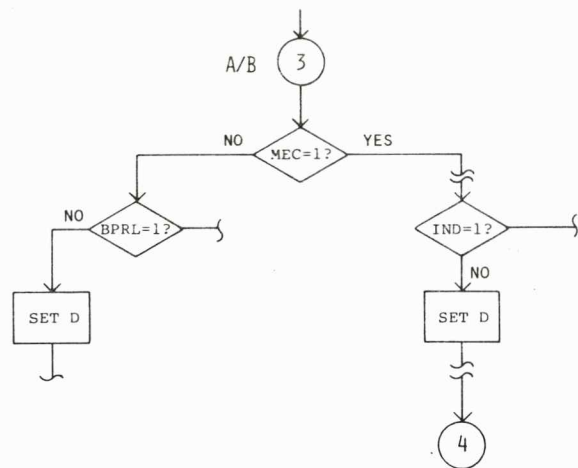 A/B 3
NO MEC=1? YES
NO BPRL=1? IND=1?
NO
SET D SET D
4